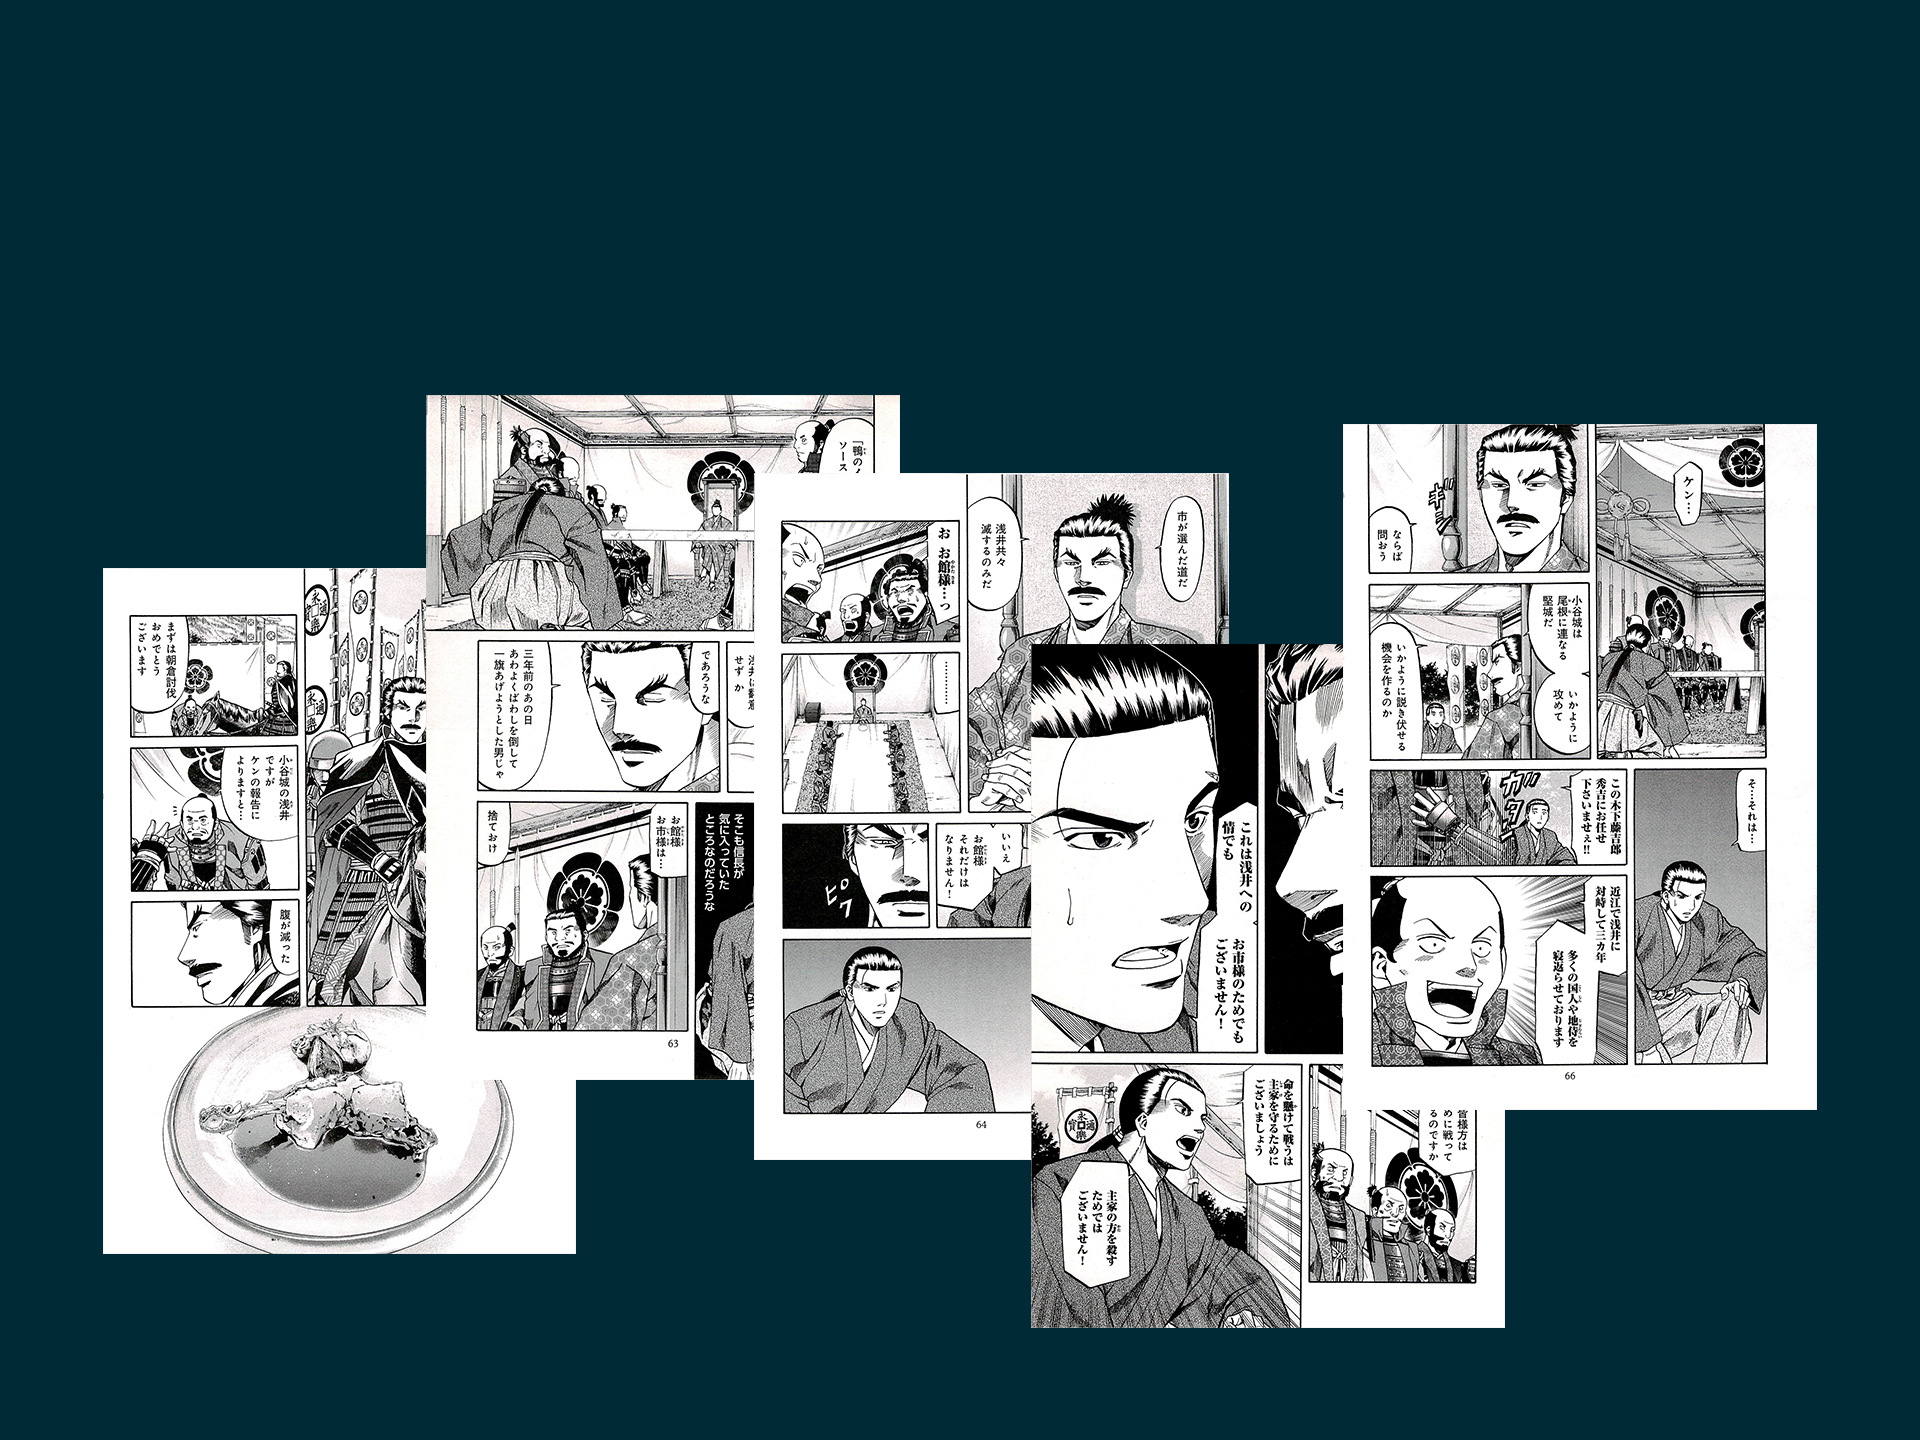 まずは朝倉討伐
おめでとう
ございます
小谷城の浅井
ですが
ケンの報告に
よりますと…
腹が減った
「鴨の
ソース
であろうな
三年前のあの日
あわよくばわしを倒して
一旗あげようとした男じゃ
せずか
お館様
お市様は…
捨ておけ
そこも信長が
気に入っていた
ところなのだろうな
63
市が選んだ道だ
浅井共々
滅するのみだ
お お館様…っ
…………
いいえ
お館様
それだけは
なりません!
ピク
64
これは浅井への
情でも
お市様のためでも
ございません!
皆様方は
めに戦って
るのですか
命を懸けて戦うは
主家を守るために
ございましょう
主家の方を殺す
ためでは
ございません!
永楽通宝
ケン…
ギン
ならば
問おう
小谷城は
尾根に連なる
堅城だ
いかように
攻めて
いかように説き伏せる
機会を作るのか
そ…それは…
ガタ
この木下藤吉郎
秀吉にお任せ
下さいませぇ!!
近江で浅井に
対峙して三カ年
多くの国人や地侍を
寝返らせております
66